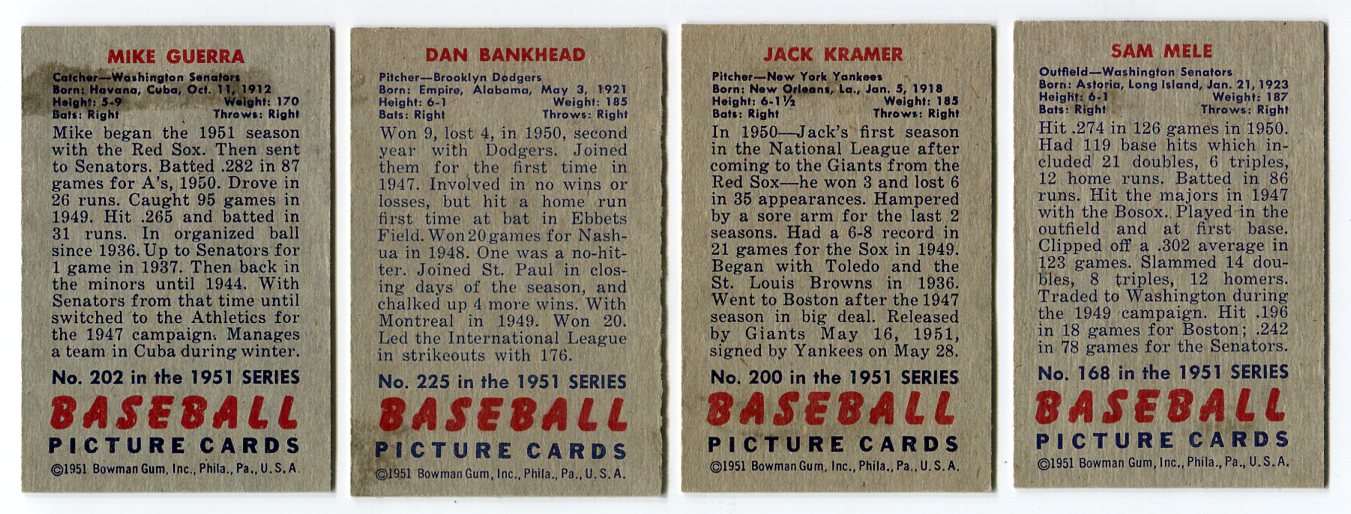 MIKE GUERRA
Catcher—Washington Senators
Born: Havana, Cuba, Oct. 11, 1912
Height: 5-9 Weight: 170
Bats: Right Throws: Right
Mike began the 1951 season
with the Red Sox. Then sent
to Senators. Batted .282 in 87
games for A's, 1950. Drove in
26 runs. Caught 95 games in
1949. Hit .265 and batted in
31 runs. In organized ball
since 1936. Up to Senators for
1 game in 1937. Then back in
the minors until 1944. With
Senators from that time until
switched to the Athletics for
the 1947 campaign. Manages
a team in Cuba during winter.
No. 202 in the 1951 SERIES
BASEBALL
PICTURE CARDS
©1951 Bowman Gum, Inc., Phila., Pa., U. S. A.
DAN BANKHEAD
Pitcher—Brooklyn Dodgers
Born: Empire, Alabama, May 3, 1921
Height: 6-1 Weight: 185
Bats: Right Throws: Right
Won 9, lost 4, in 1950, second
year with Dodgers. Joined
them for the first time in
1947. Involved in no wins or
losses, but hit a home run
first time at bat in Ebbets
Field. Won 20 games for Nash-
ua in 1948. One was a no-hit-
ter. Joined St. Paul in clos-
ing days of the season, and
chalked up 4 more wins. With
Montreal in 1949. Won 20.
Led the International League
in strikeouts with 176.
No. 225 in the 1951 SERIES
BASEBALL
PICTURE CARDS
©1951 Bowman Gum, Inc., Phila., Pa., U. S. A.
JACK KRAMER
Pitcher—New York Yankees
Born: New Orleans, La., Jan. 5, 1918
Height: 6-1½ Weight: 185
Bats: Right Throws: Right
In 1950—Jack's first season
in the National League after
coming to the Giants from the
Red Sox—he won 3 and lost 6
in 35 appearances. Hampered
by a sore arm for the last 2
seasons. Had a 6-8 record in
21 games for the Sox in 1949.
Began with Toledo and the
St. Louis Browns in 1936.
Went to Boston after the 1947
season in big deal. Released
by Giants May 16, 1951,
signed by Yankees on May 28.
No. 200 in the 1951 SERIES
BASEBALL
PICTURE CARDS
©1951 Bowman Gum, Inc., Phila., Pa., U. S. A.
SAM MELE
Outfield—Washington Senators
Born: Astoria, Long Island, Jan. 21, 1923
Height: 6-1 Weight: 187
Bats: Right Throws: Right
Hit .274 in 126 games in 1950.
Had 119 base hits which in-
cluded 21 doubles, 6 triples,
12 home runs. Batted in 86
runs. Hit the majors in 1947
with the Bosox. Played in the
outfield and at first base.
Clipped off a .302 average in
123 games. Slammed 14 dou-
bles, 8 triples, 12 homers.
Traded to Washington during
the 1949 campaign. Hit .196
in 18 games for Boston; .242
in 78 games for the Senators.
No. 168 in the 1951 SERIES
BASEBALL
PICTURE CARDS
©1951 Bowman Gum, Inc., Phila., Pa., U. S. A.